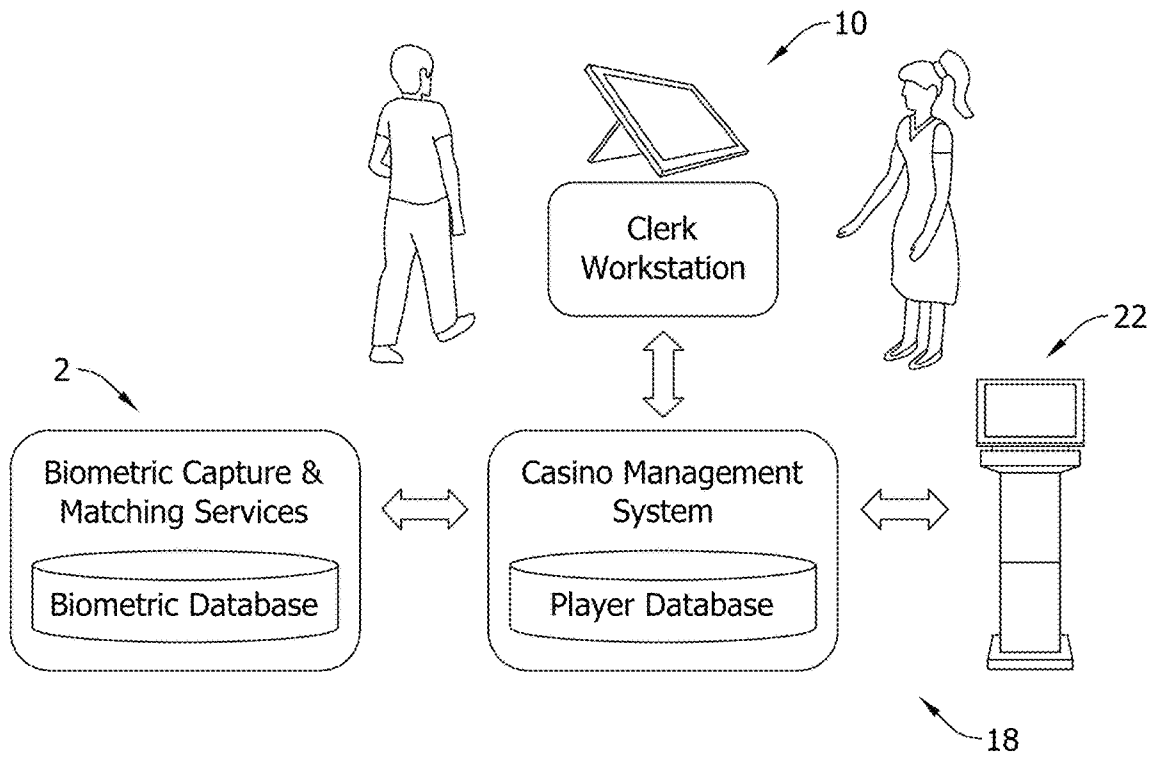 10
Clerk
Workstation
22
2
Biometric Capture &
Matching Services
Biometric Database
Casino Management
System
Player Database
18